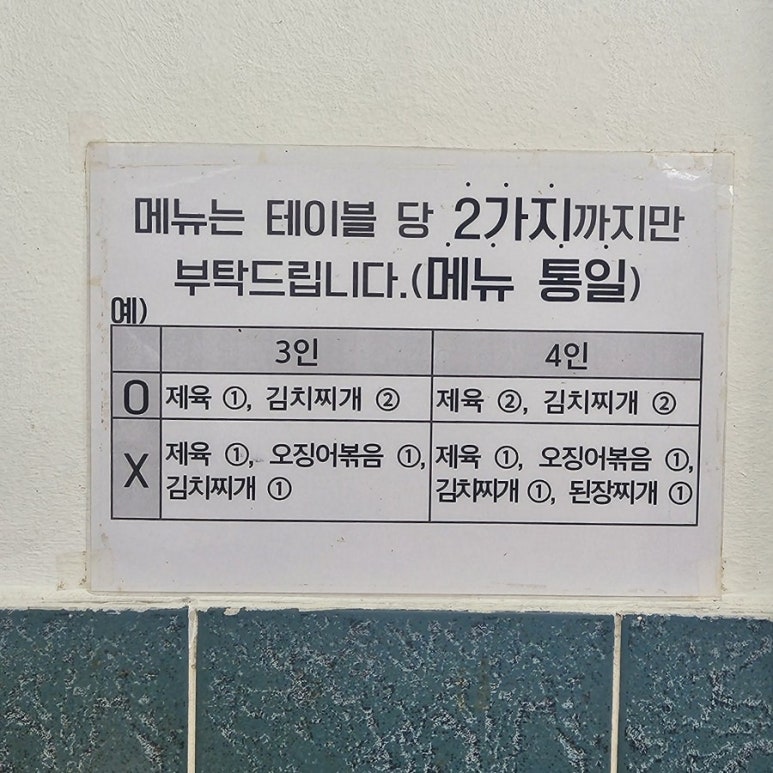 메뉴는 테이블 당 2가지까지만
부탁드립니다.(메뉴 통일)
예)
3인 4인
O 제육 ①, 김치찌개 ② 제육 ②, 김치찌개 ②
X 제육 ①, 오징어볶음 ①, 제육 ①, 오징어볶음 ①,
김치찌개 ① 김치찌개 ①, 된장찌개 ①